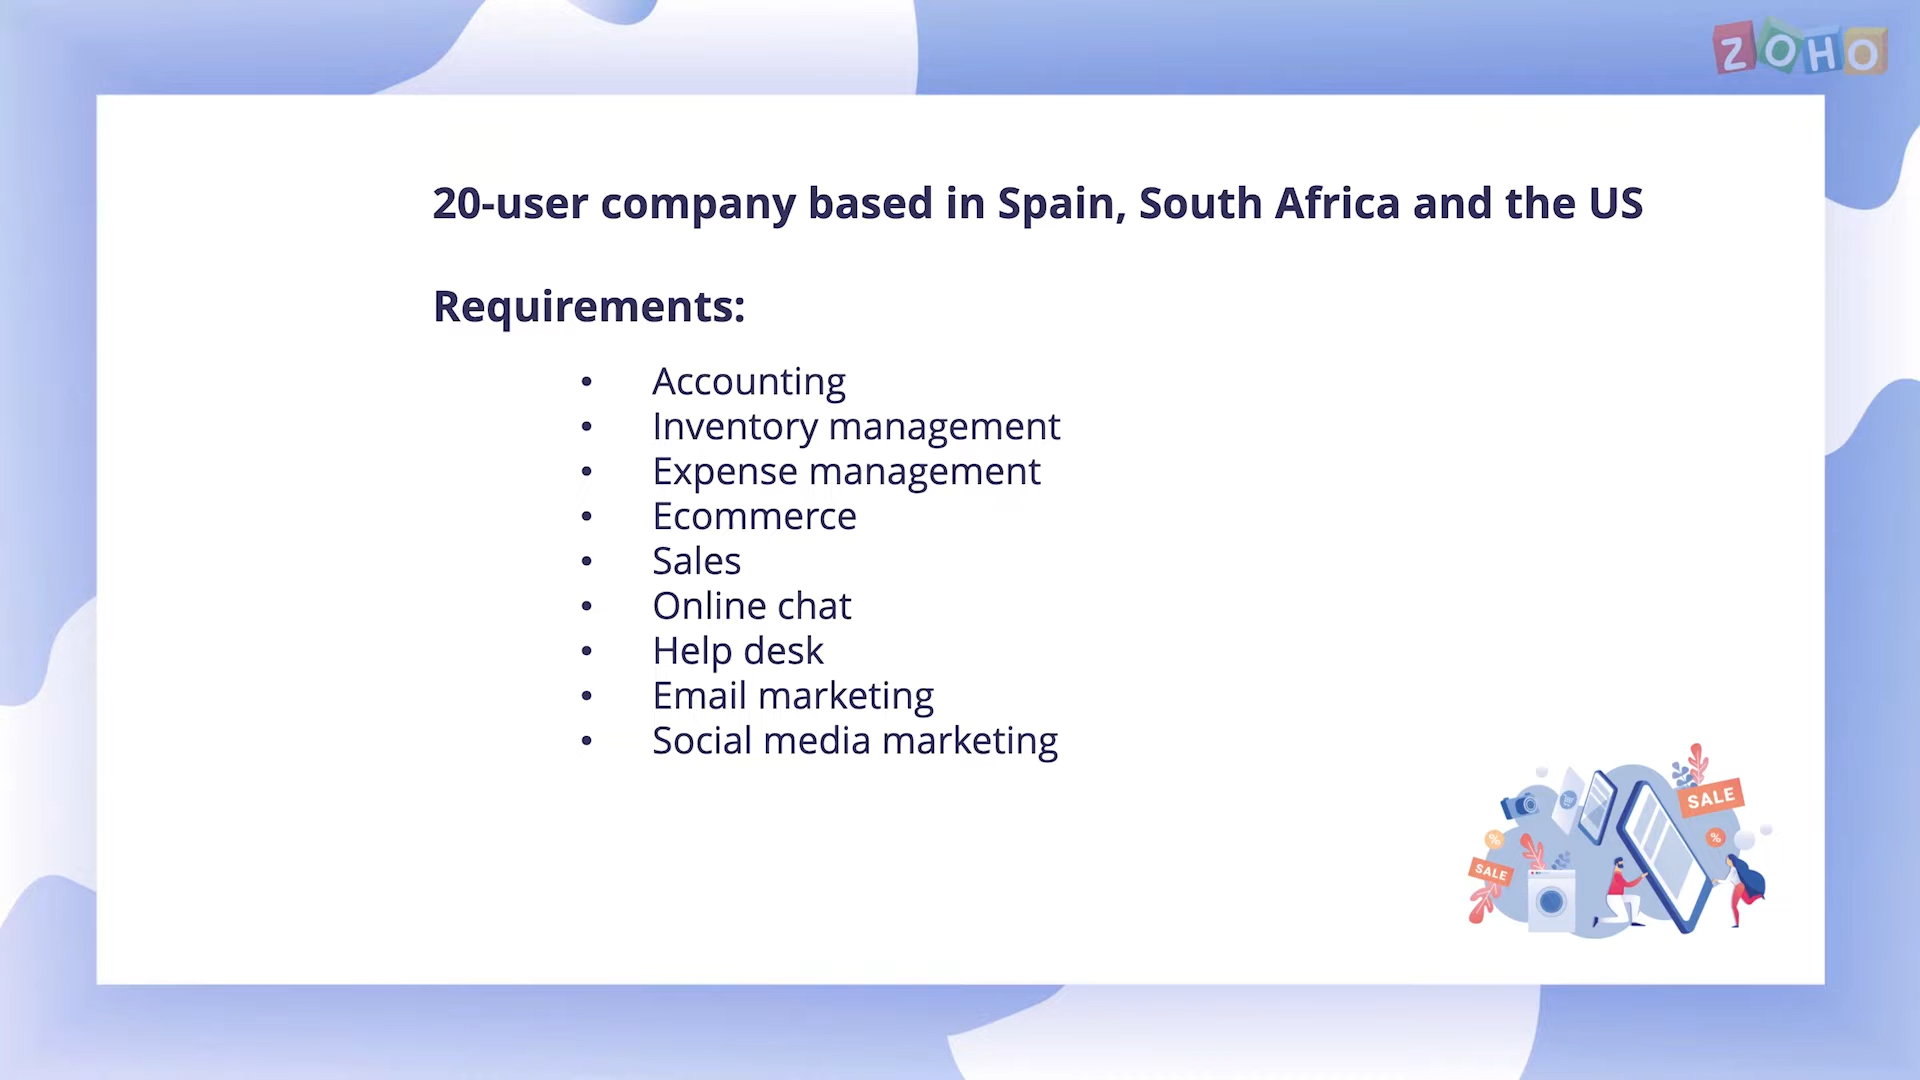 ZOHO
20-user company based in Spain, South Africa and the US
Requirements:
• Accounting
• Inventory management
• Expense management
• Ecommerce
• Sales
• Online chat
• Help desk
• Email marketing
• Social media marketing
SALE
%
%
SALE